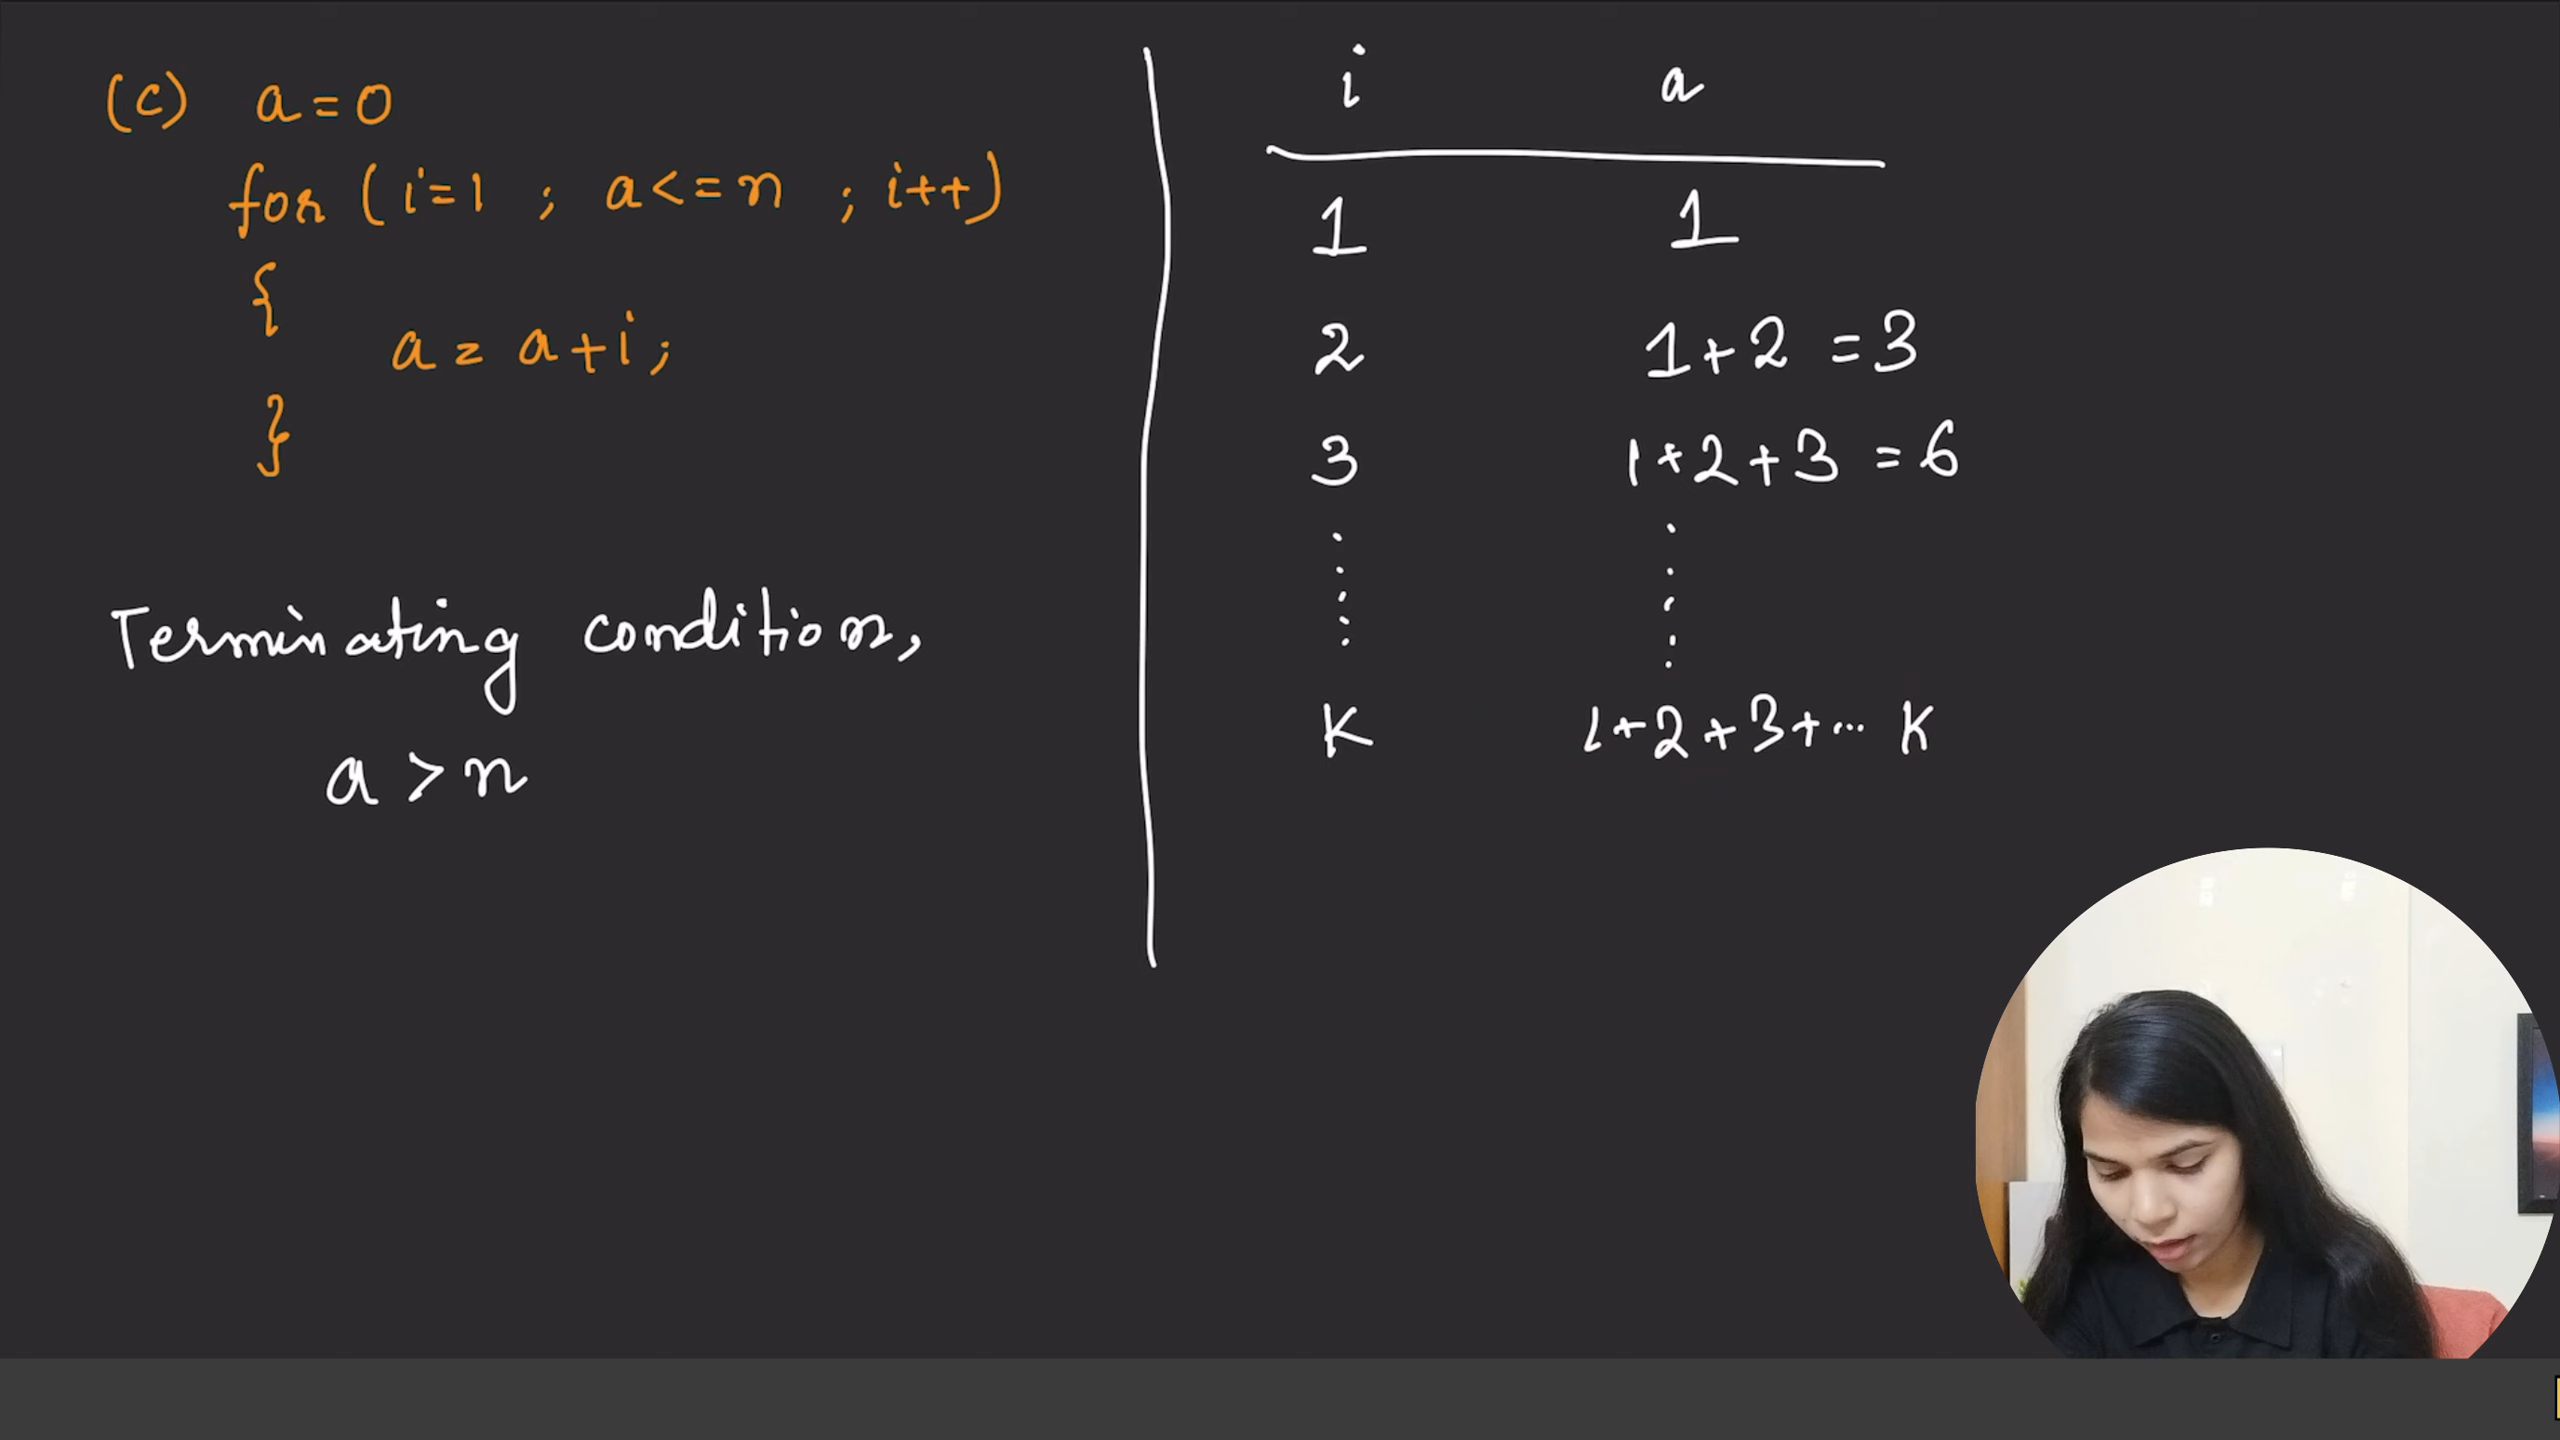 (c) a=0
for (i=1 ; a<=n ; i++)
{
a = a+i;
}
Terminating condition,
a > n
i a
1 1
2 1+2 =3
3 1+2+3 =6
K 1+2+3+... K